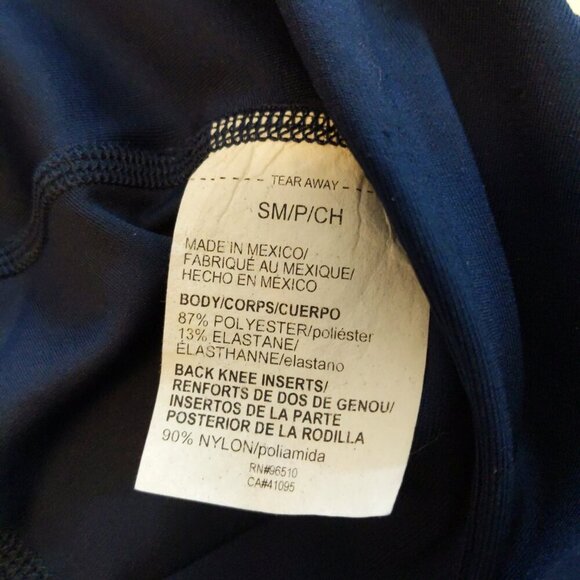 TEAR AWAY
SM/P/CH
MADE IN MEXICO/
FABRIQUÉ AU MEXIQUE/
HECHO EN MÉXICO
BODY/CORPS/CUERPO
87% POLYESTER/poliéster
13% ELASTANE/
ÉLASTHANNE/elastano
BACK KNEE INSERTS/
RENFORTS DE DOS DE GENOU/
INSERTOS DE LA PARTE
POSTERIOR DE LA RODILLA
90% NYLON/poliamida
RN#96510
CA#41095